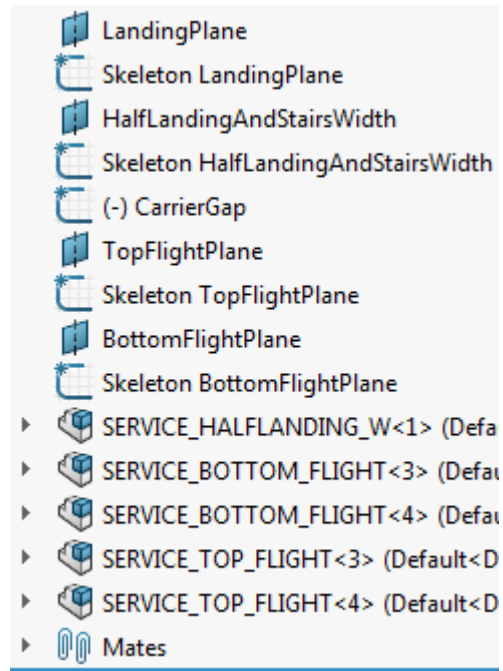 LandingPlane
Skeleton LandingPlane
HalfLandingAndStairsWidth
Skeleton HalfLandingAndStairsWidth
(-) CarrierGap
TopFlightPlane
Skeleton TopFlightPlane
BottomFlightPlane
Skeleton BottomFlightPlane
SERVICE_HALFLANDING_W<1> (Defa
SERVICE_BOTTOM_FLIGHT<3> (Defau
SERVICE_BOTTOM_FLIGHT<4> (Defau
SERVICE_TOP_FLIGHT<3> (Default<D
SERVICE_TOP_FLIGHT<4> (Default<D
Mates